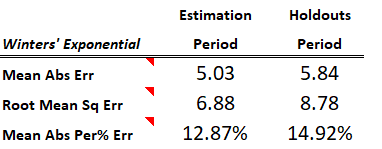 Estimation Holdouts
Winters' Exponential Period Period
Mean Abs Err 5.03 5.84
Root Mean Sq Err 6.88 8.78
Mean Abs Per% Err 12.87% 14.92%